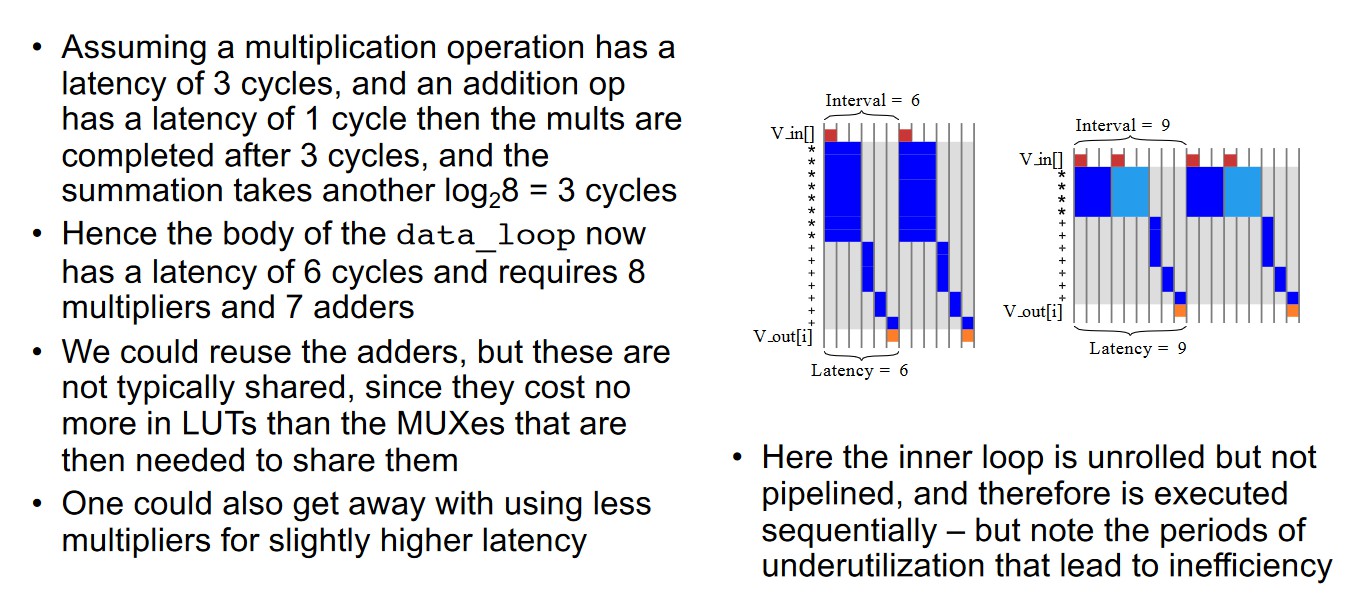 • Assuming a multiplication operation has a
latency of 3 cycles, and an addition op
has a latency of 1 cycle then the mults are
completed after 3 cycles, and the
summation takes another log₂8 = 3 cycles
• Hence the body of the data_loop now
has a latency of 6 cycles and requires 8
multipliers and 7 adders
• We could reuse the adders, but these are
not typically shared, since they cost no
more in LUTs than the MUXes that are
then needed to share them
• One could also get away with using less
multipliers for slightly higher latency
Interval = 6
V_in[]
*
*
*
*
*
*
*
*
+
+
+
+
+
+
+
V_out[i]
Latency = 6
Interval = 9
V_in[]
*
*
*
*
+
+
+
+
+
+
+
V_out[i]
Latency = 9
• Here the inner loop is unrolled but not
pipelined, and therefore is executed
sequentially – but note the periods of
underutilization that lead to inefficiency